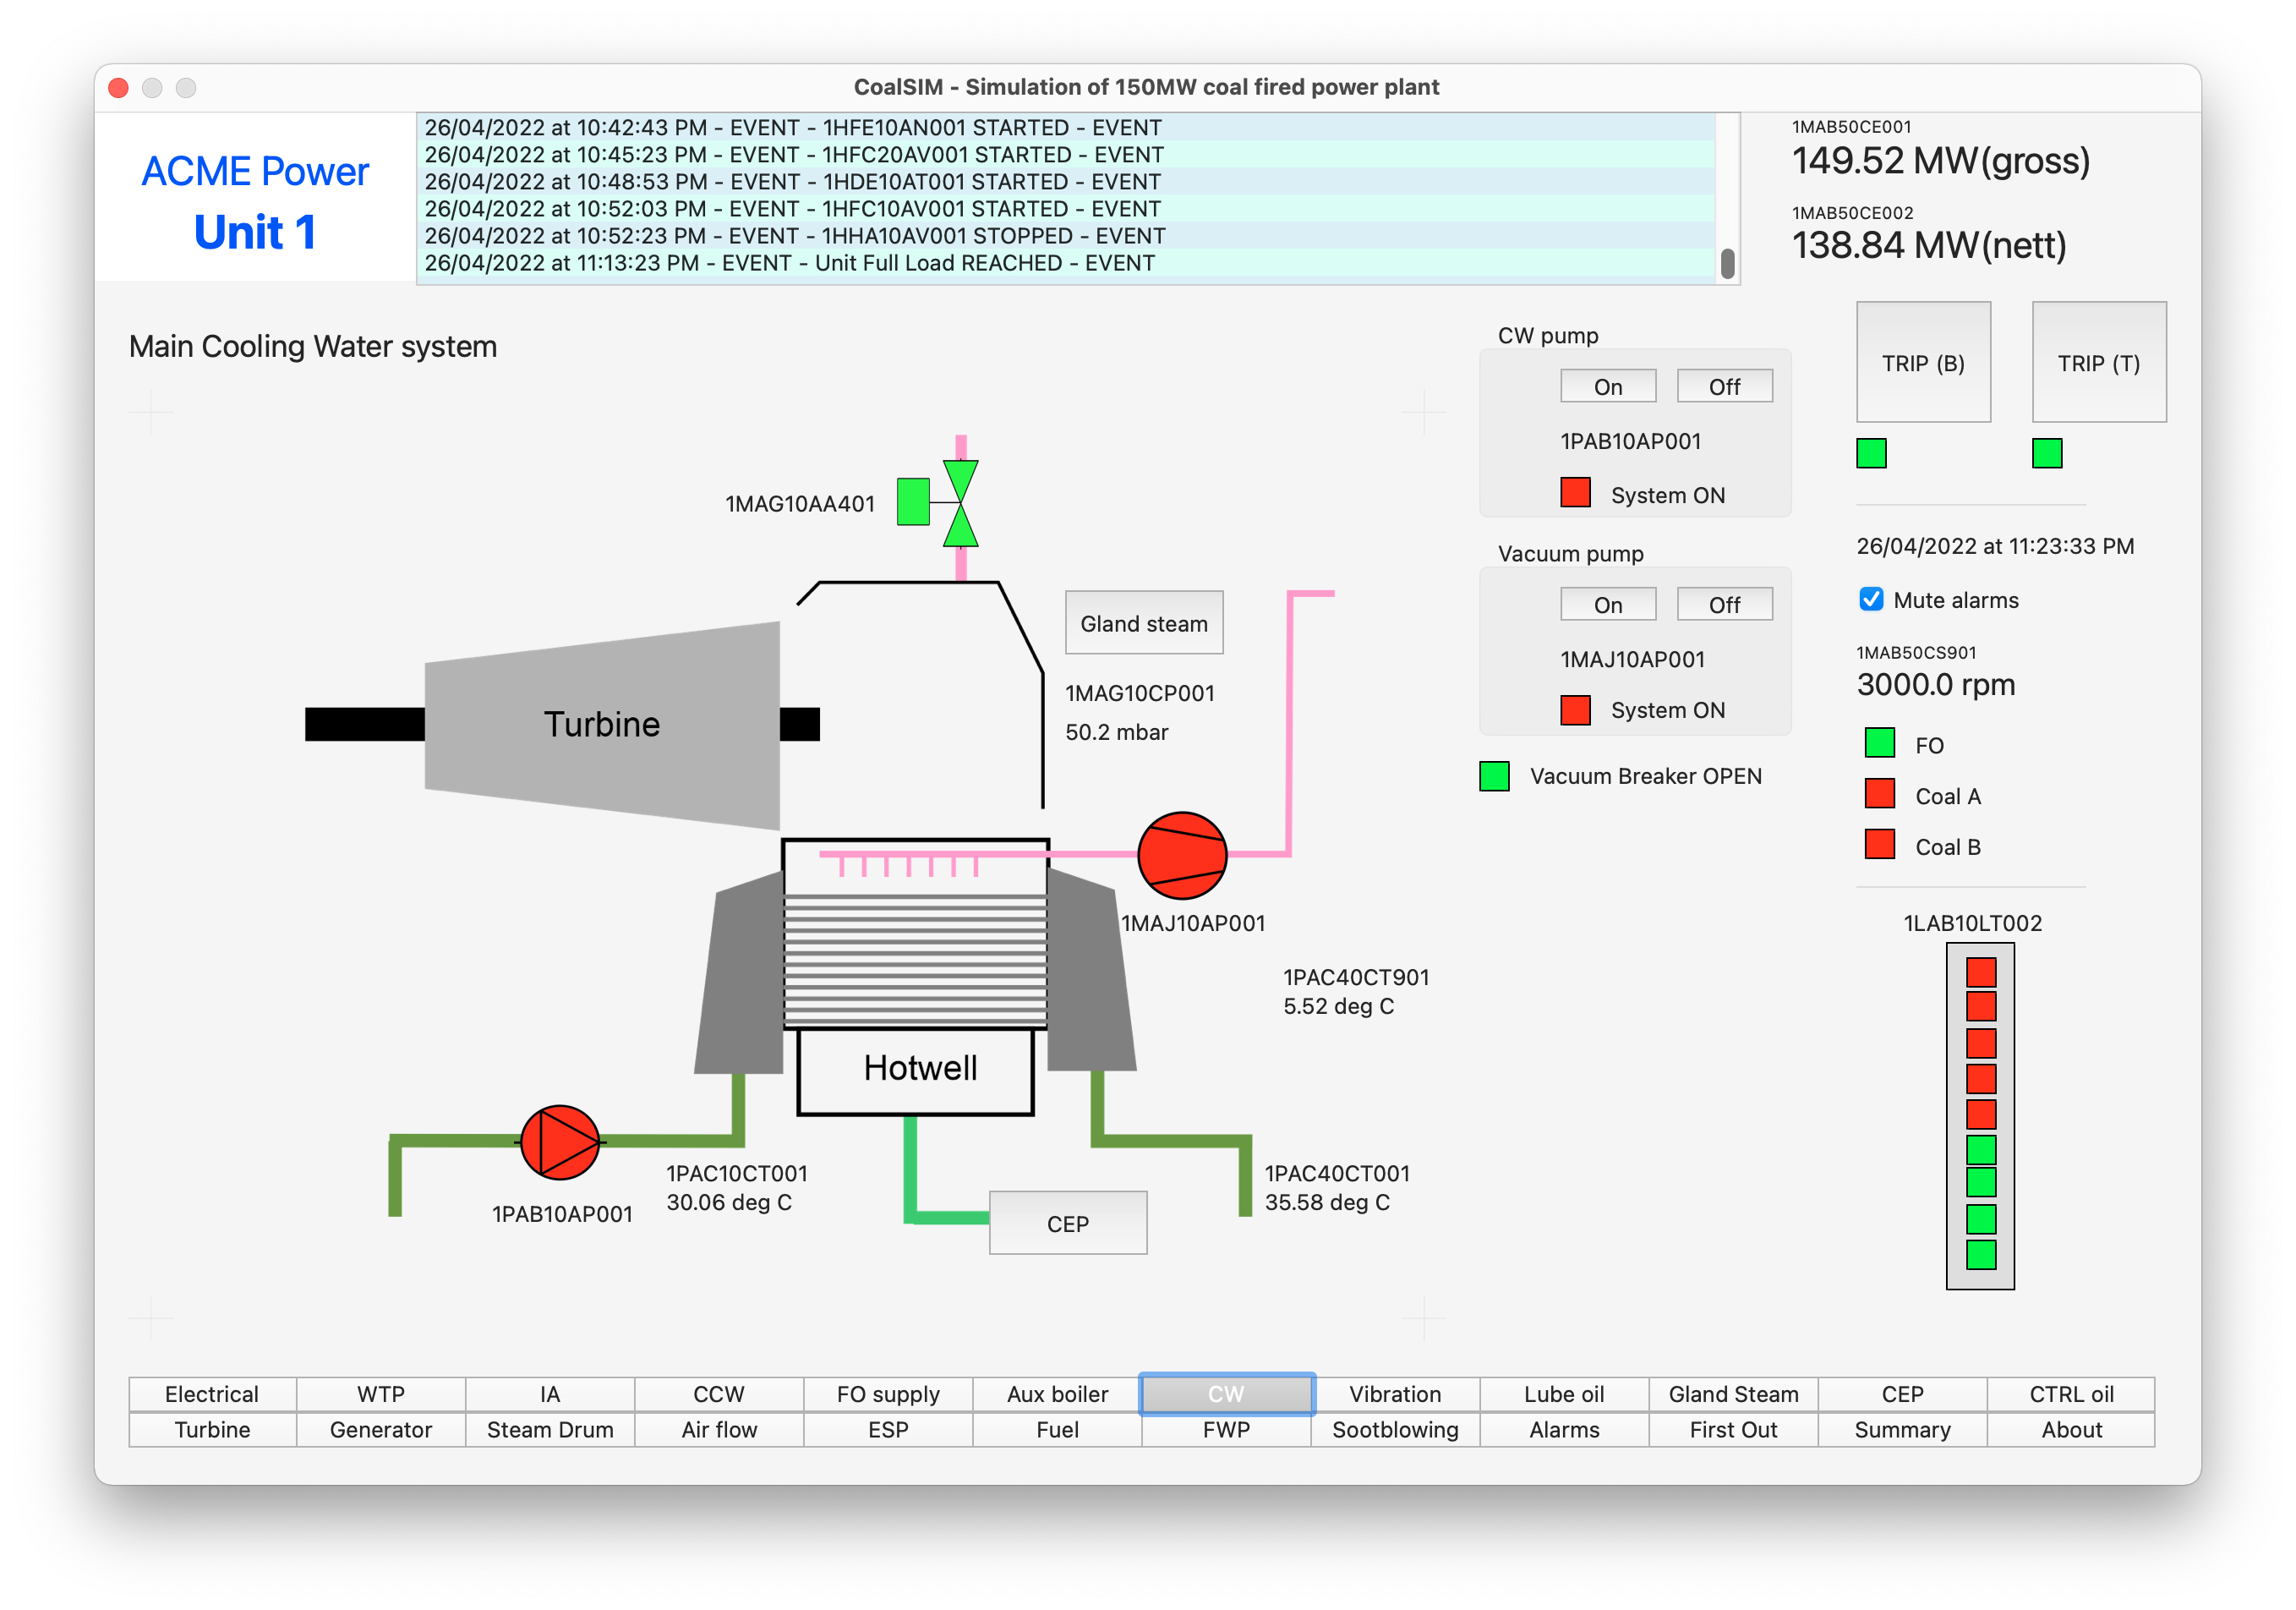 CoalSIM - Simulation of 150MW coal fired power plant
ACME Power
Unit 1
26/04/2022 at 10:42:43 PM - EVENT - 1HFE10AN001 STARTED - EVENT
26/04/2022 at 10:45:23 PM - EVENT - 1HFC20AV001 STARTED - EVENT
26/04/2022 at 10:48:53 PM - EVENT - 1HDE10AT001 STARTED - EVENT
26/04/2022 at 10:52:03 PM - EVENT - 1HFC10AV001 STARTED - EVENT
26/04/2022 at 10:52:23 PM - EVENT - 1HHA10AV001 STOPPED - EVENT
26/04/2022 at 11:13:23 PM - EVENT - Unit Full Load REACHED - EVENT
1MAB50CE001
149.52 MW(gross)
1MAB50CE002
138.84 MW(nett)
Main Cooling Water system
1MAG10AA401
Gland steam
1MAG10CP001
50.2 mbar
Turbine
1MAJ10AP001
1PAC40CT901
5.52 deg C
Hotwell
1PAB10AP001
1PAC10CT001
30.06 deg C
CEP
1PAC40CT001
35.58 deg C
CW pump
On Off
1PAB10AP001
System ON
Vacuum pump
On Off
1MAJ10AP001
System ON
Vacuum Breaker OPEN
TRIP (B) TRIP (T)
26/04/2022 at 11:23:33 PM
Mute alarms
1MAB50CS901
3000.0 rpm
FO
Coal A
Coal B
1LAB10LT002
Electrical WTP IA CCW FO supply Aux boiler CW Vibration Lube oil Gland Steam CEP CTRL oil
Turbine Generator Steam Drum Air flow ESP Fuel FWP Sootblowing Alarms First Out Summary About